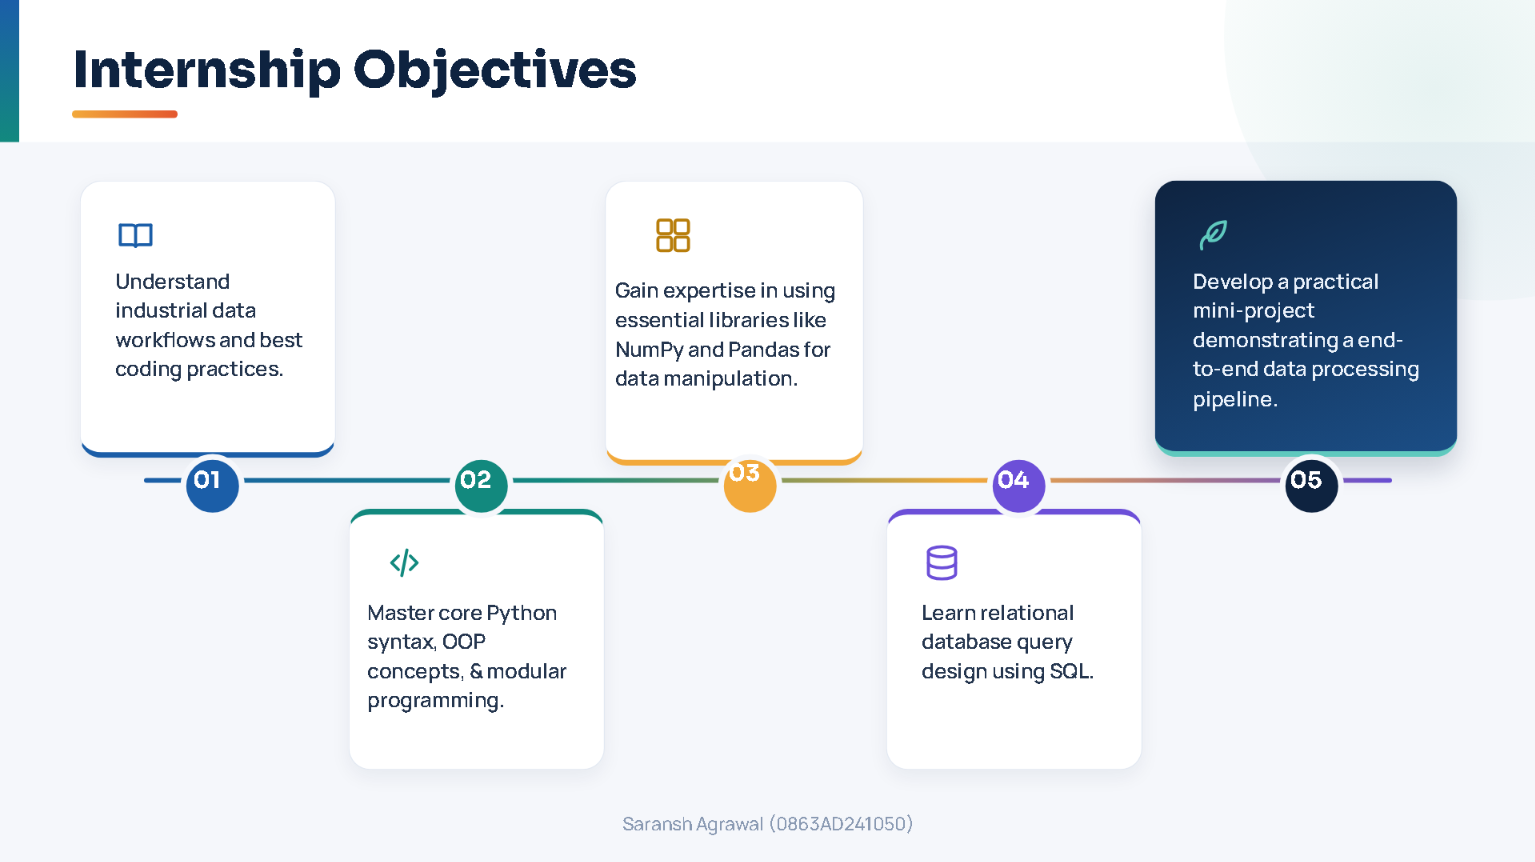 Internship Objectives
Understand
industrial data
workflows and best
coding practices.
01
Master core Python
syntax, OOP
concepts, & modular
programming.
02
Gain expertise in using
essential libraries like
NumPy and Pandas for
data manipulation.
03
Learn relational
database query
design using SQL.
04
Develop a practical
mini-project
demonstrating a end-
to-end data processing
pipeline.
05
Saransh Agrawal (0863AD241050)